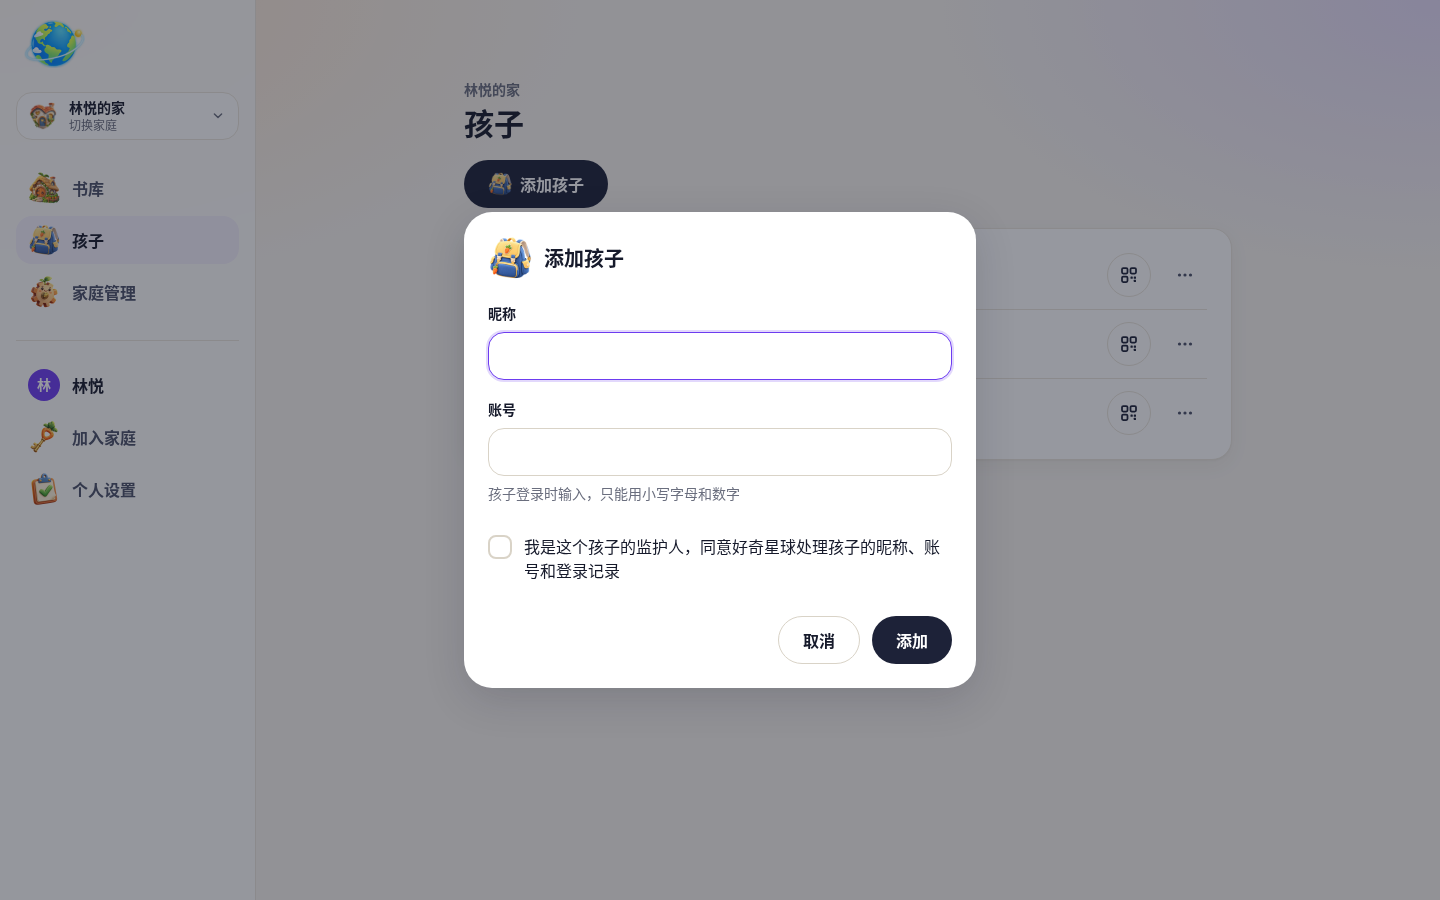 林悦的家
切换家庭
书库
孩子
家庭管理
林
林悦
加入家庭
个人设置
林悦的家
孩子
添加孩子
添加孩子
昵称
账号
孩子登录时输入，只能用小写字母和数字
我是这个孩子的监护人，同意好奇星球处理孩子的昵称、账
号和登录记录
取消
添加